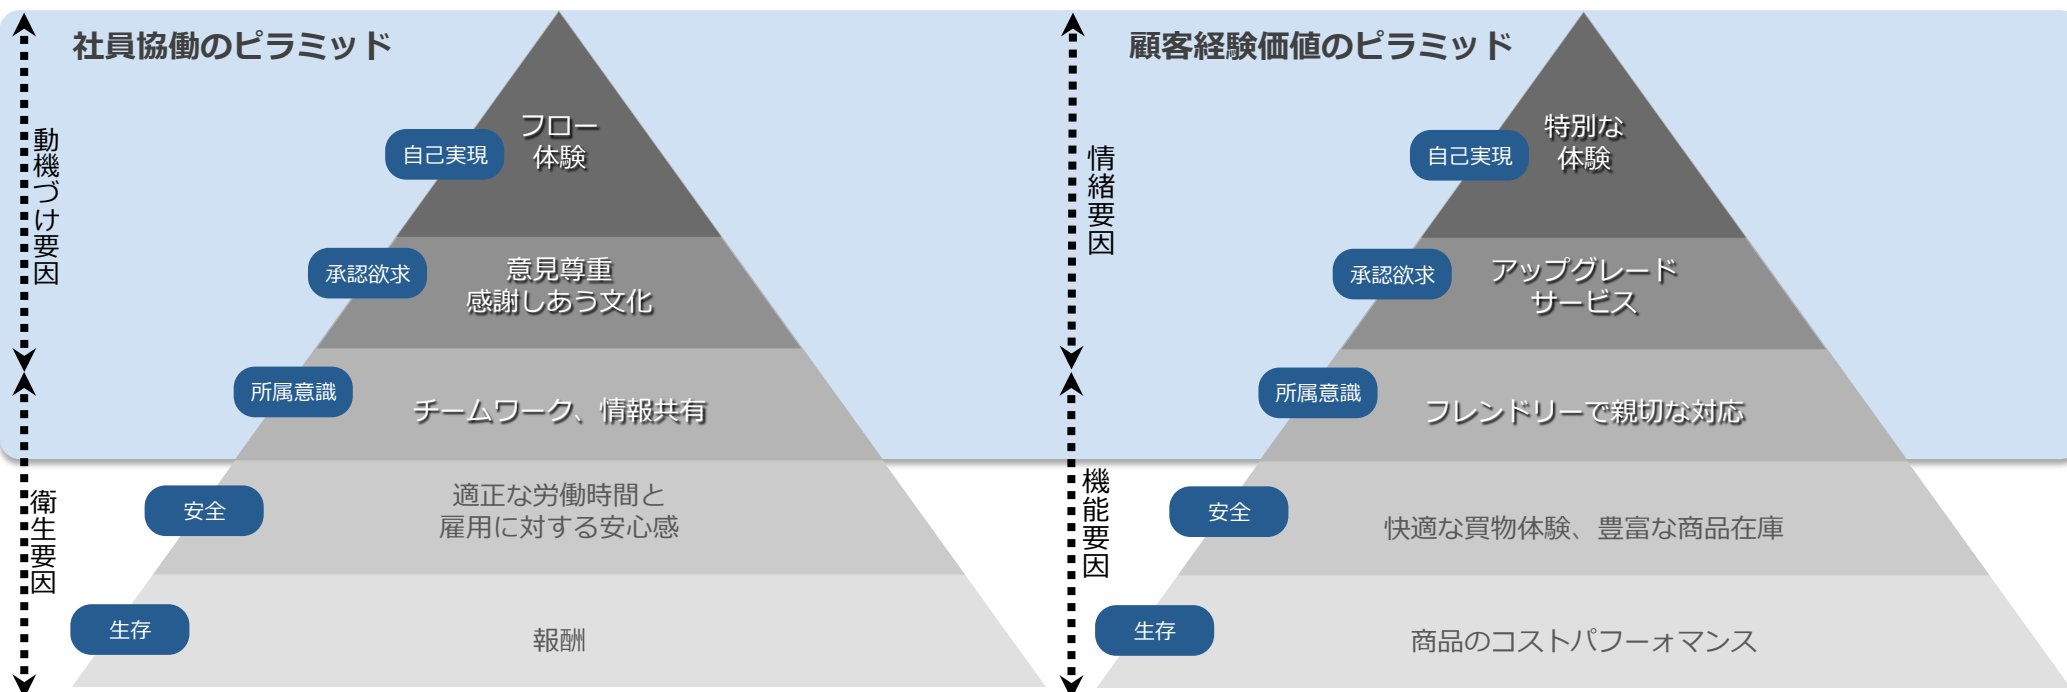 社員協働のピラミッド
動機づけ要因
衛生要因
自己実現
フロー
体験
承認欲求
意見尊重
感謝しあう文化
所属意識
チームワーク、情報共有
安全
適正な労働時間と
雇用に対する安心感
生存
報酬
顧客経験価値のピラミッド
情緒要因
機能要因
自己実現
特別な
体験
承認欲求
アップグレード
サービス
所属意識
フレンドリーで親切な対応
安全
快適な買物体験、豊富な商品在庫
生存
商品のコストパフーォマンス